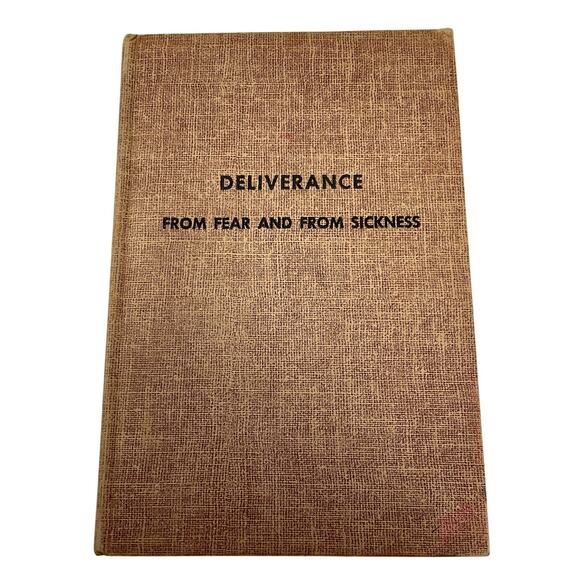 DELIVERANCE
FROM FEAR AND FROM SICKNESS